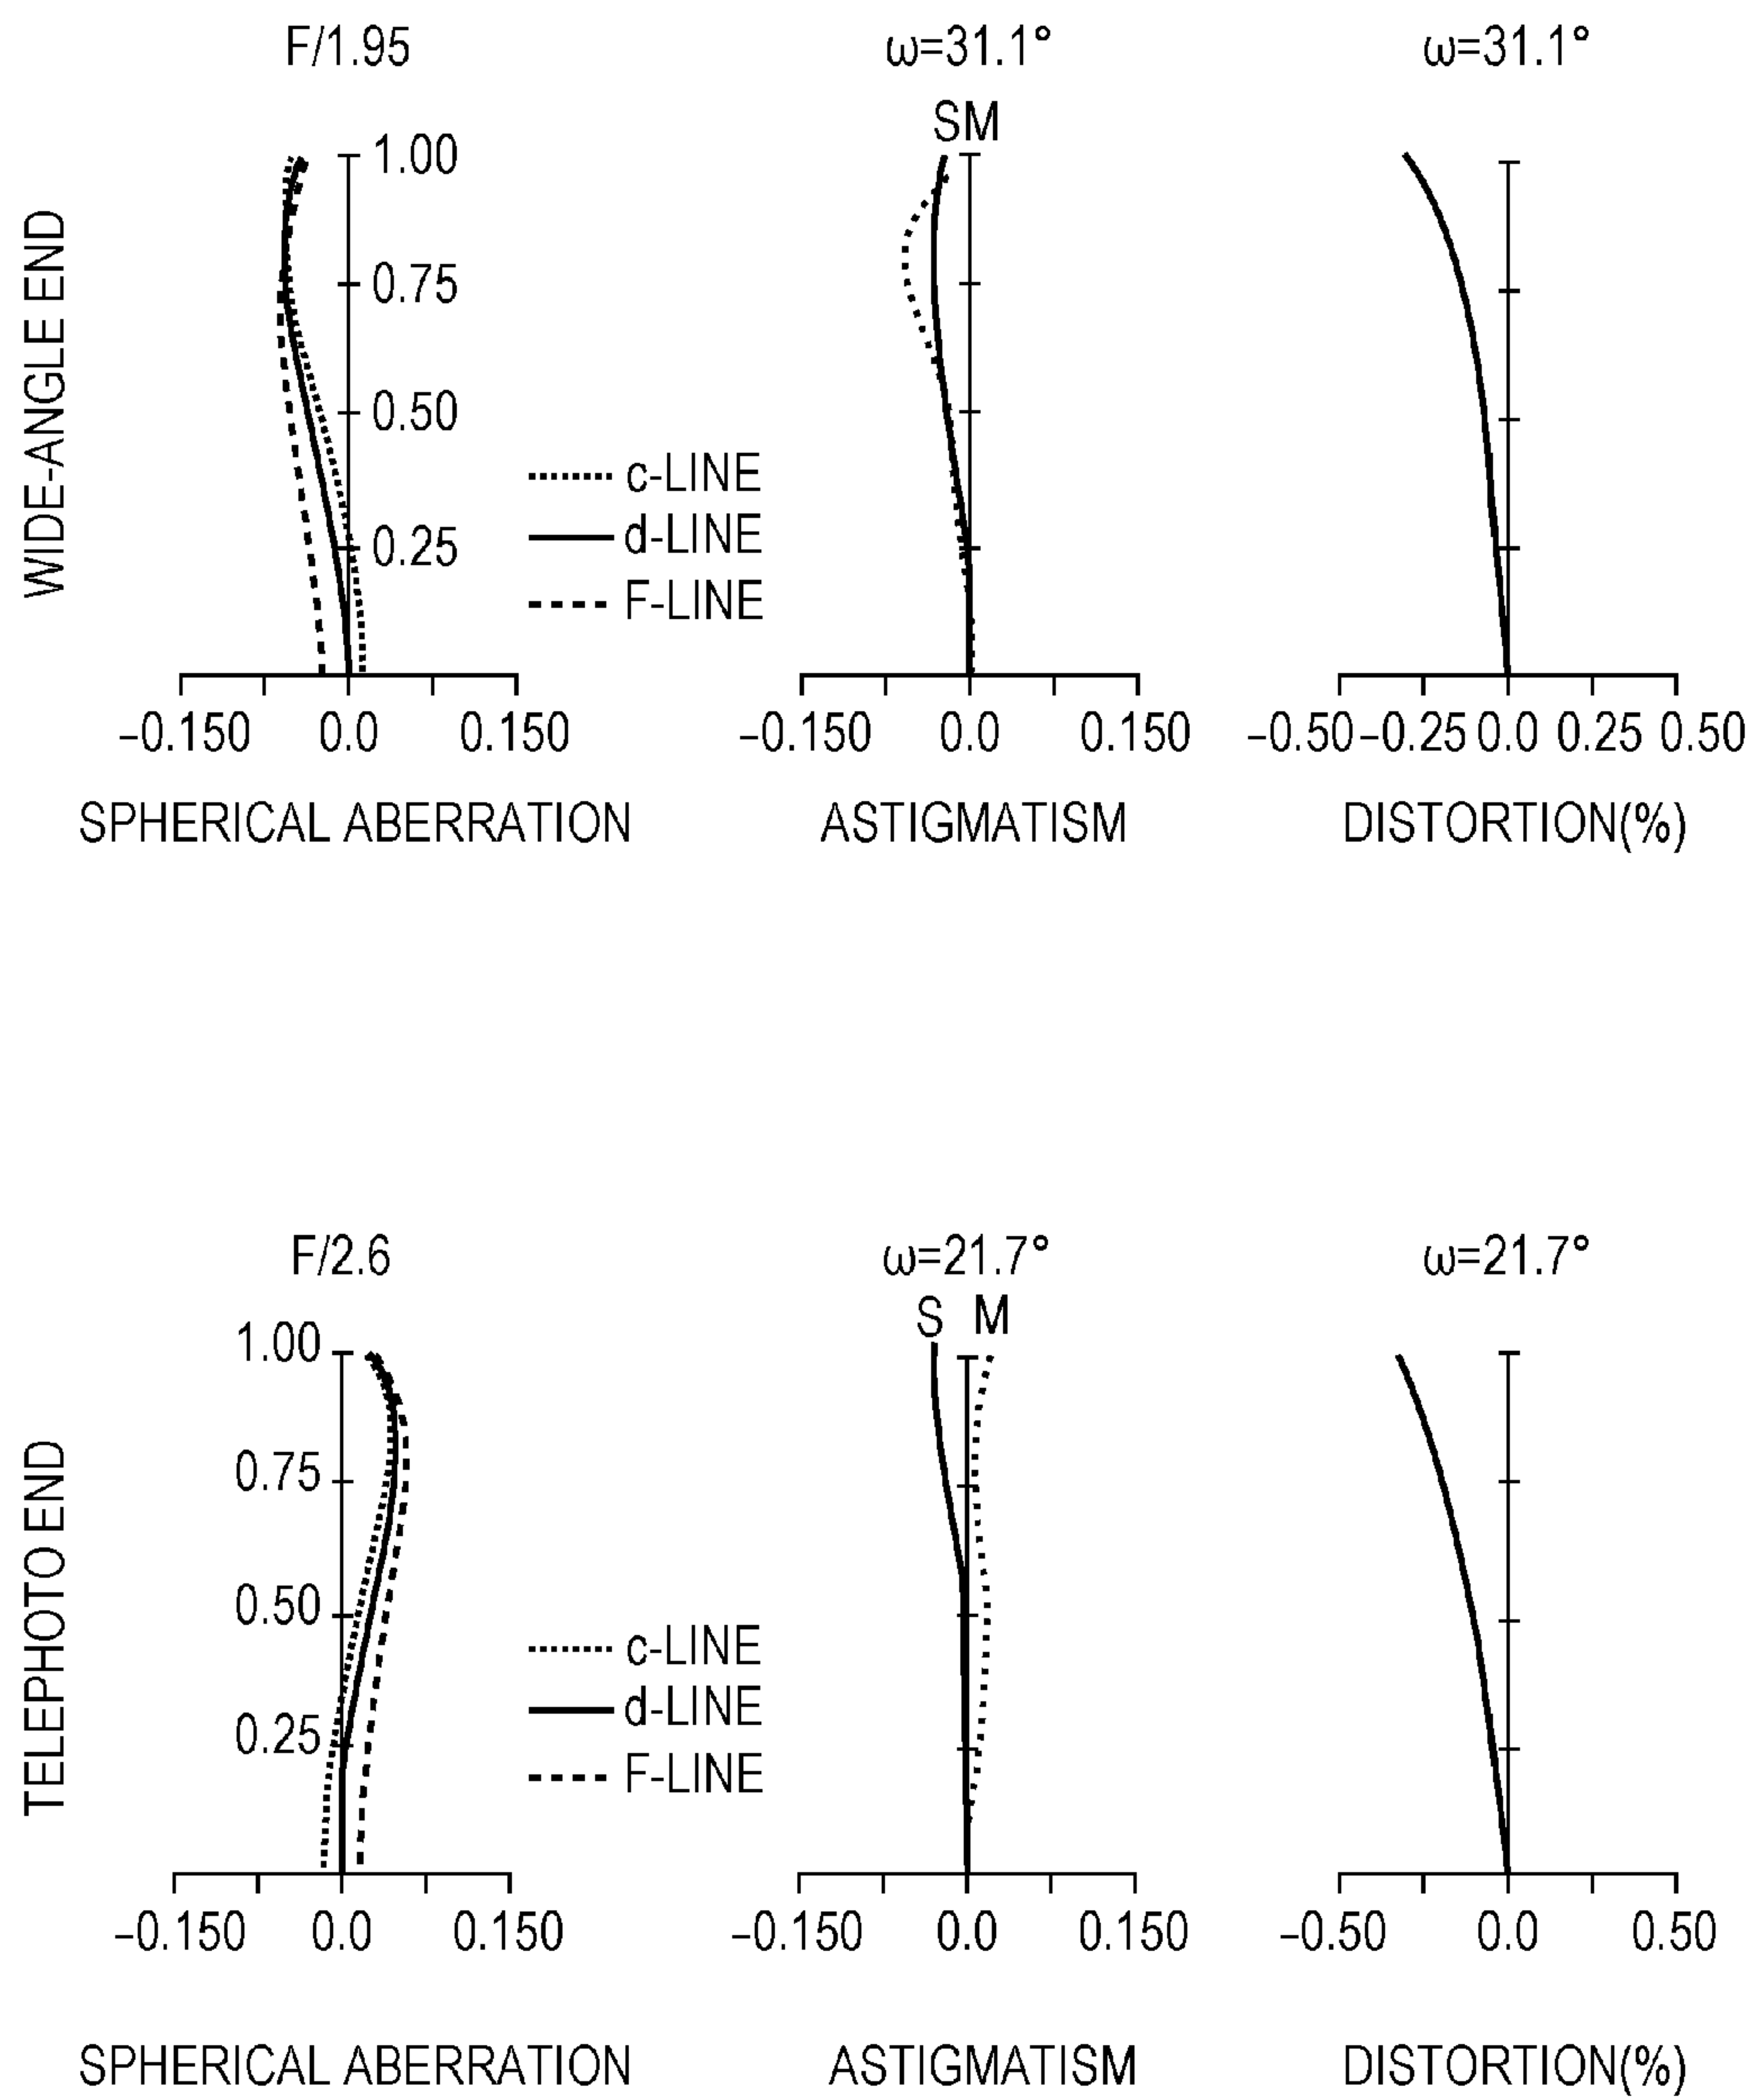 F/1.95
ω=31.1°
ω=31.1°
SM
WIDE-ANGLE END
1.00
0.75
0.50
0.25
c-LINE
d-LINE
F-LINE
−0.150 0.0 0.150
−0.150 0.0 0.150
−0.50 −0.25 0.0 0.25 0.50
SPHERICAL ABERRATION
ASTIGMATISM
DISTORTION(%)
F/2.6
ω=21.7°
ω=21.7°
S M
TELEPHOTO END
1.00
0.75
0.50
0.25
c-LINE
d-LINE
F-LINE
−0.150 0.0 0.150
−0.150 0.0 0.150
−0.50 0.0 0.50
SPHERICAL ABERRATION
ASTIGMATISM
DISTORTION(%)